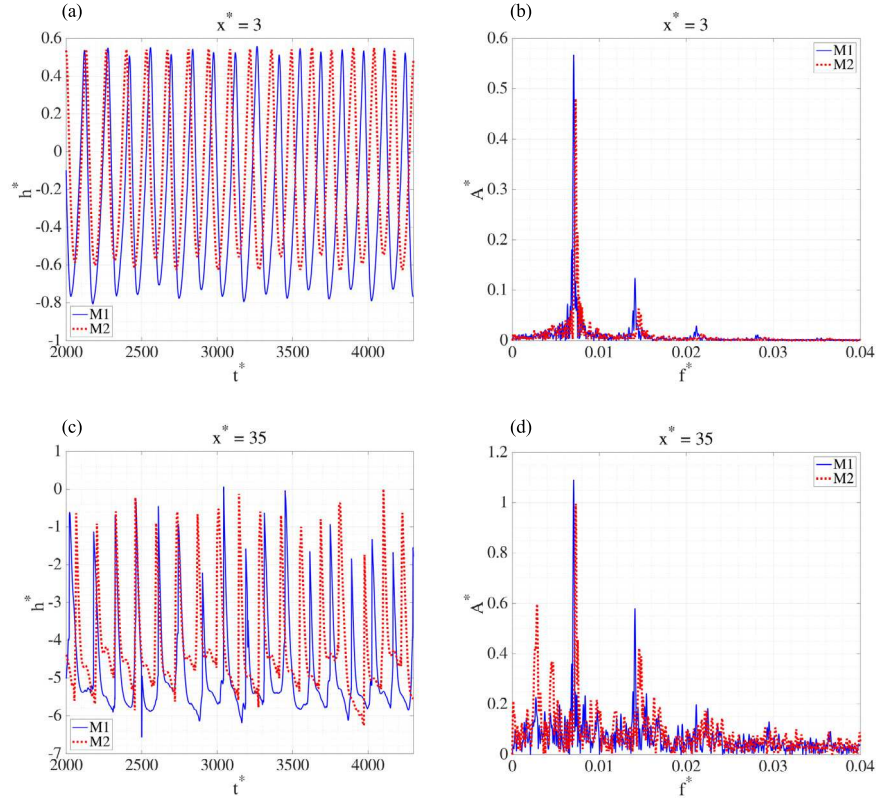 (a)
x* = 3
0.6
0.4
0.2
0
-0.2
-0.4
-0.6
-0.8
-1
h*
2000 2500 3000 3500 4000
t*
M1
M2
(b)
x* = 3
0.6
0.5
0.4
0.3
0.2
0.1
0
A*
0 0.01 0.02 0.03 0.04
f*
M1
M2
(c)
x* = 35
1
0
-1
-2
-3
-4
-5
-6
-7
h*
2000 2500 3000 3500 4000
t*
M1
M2
(d)
x* = 35
1.2
1
0.8
0.6
0.4
0.2
0
A*
0 0.01 0.02 0.03 0.04
f*
M1
M2